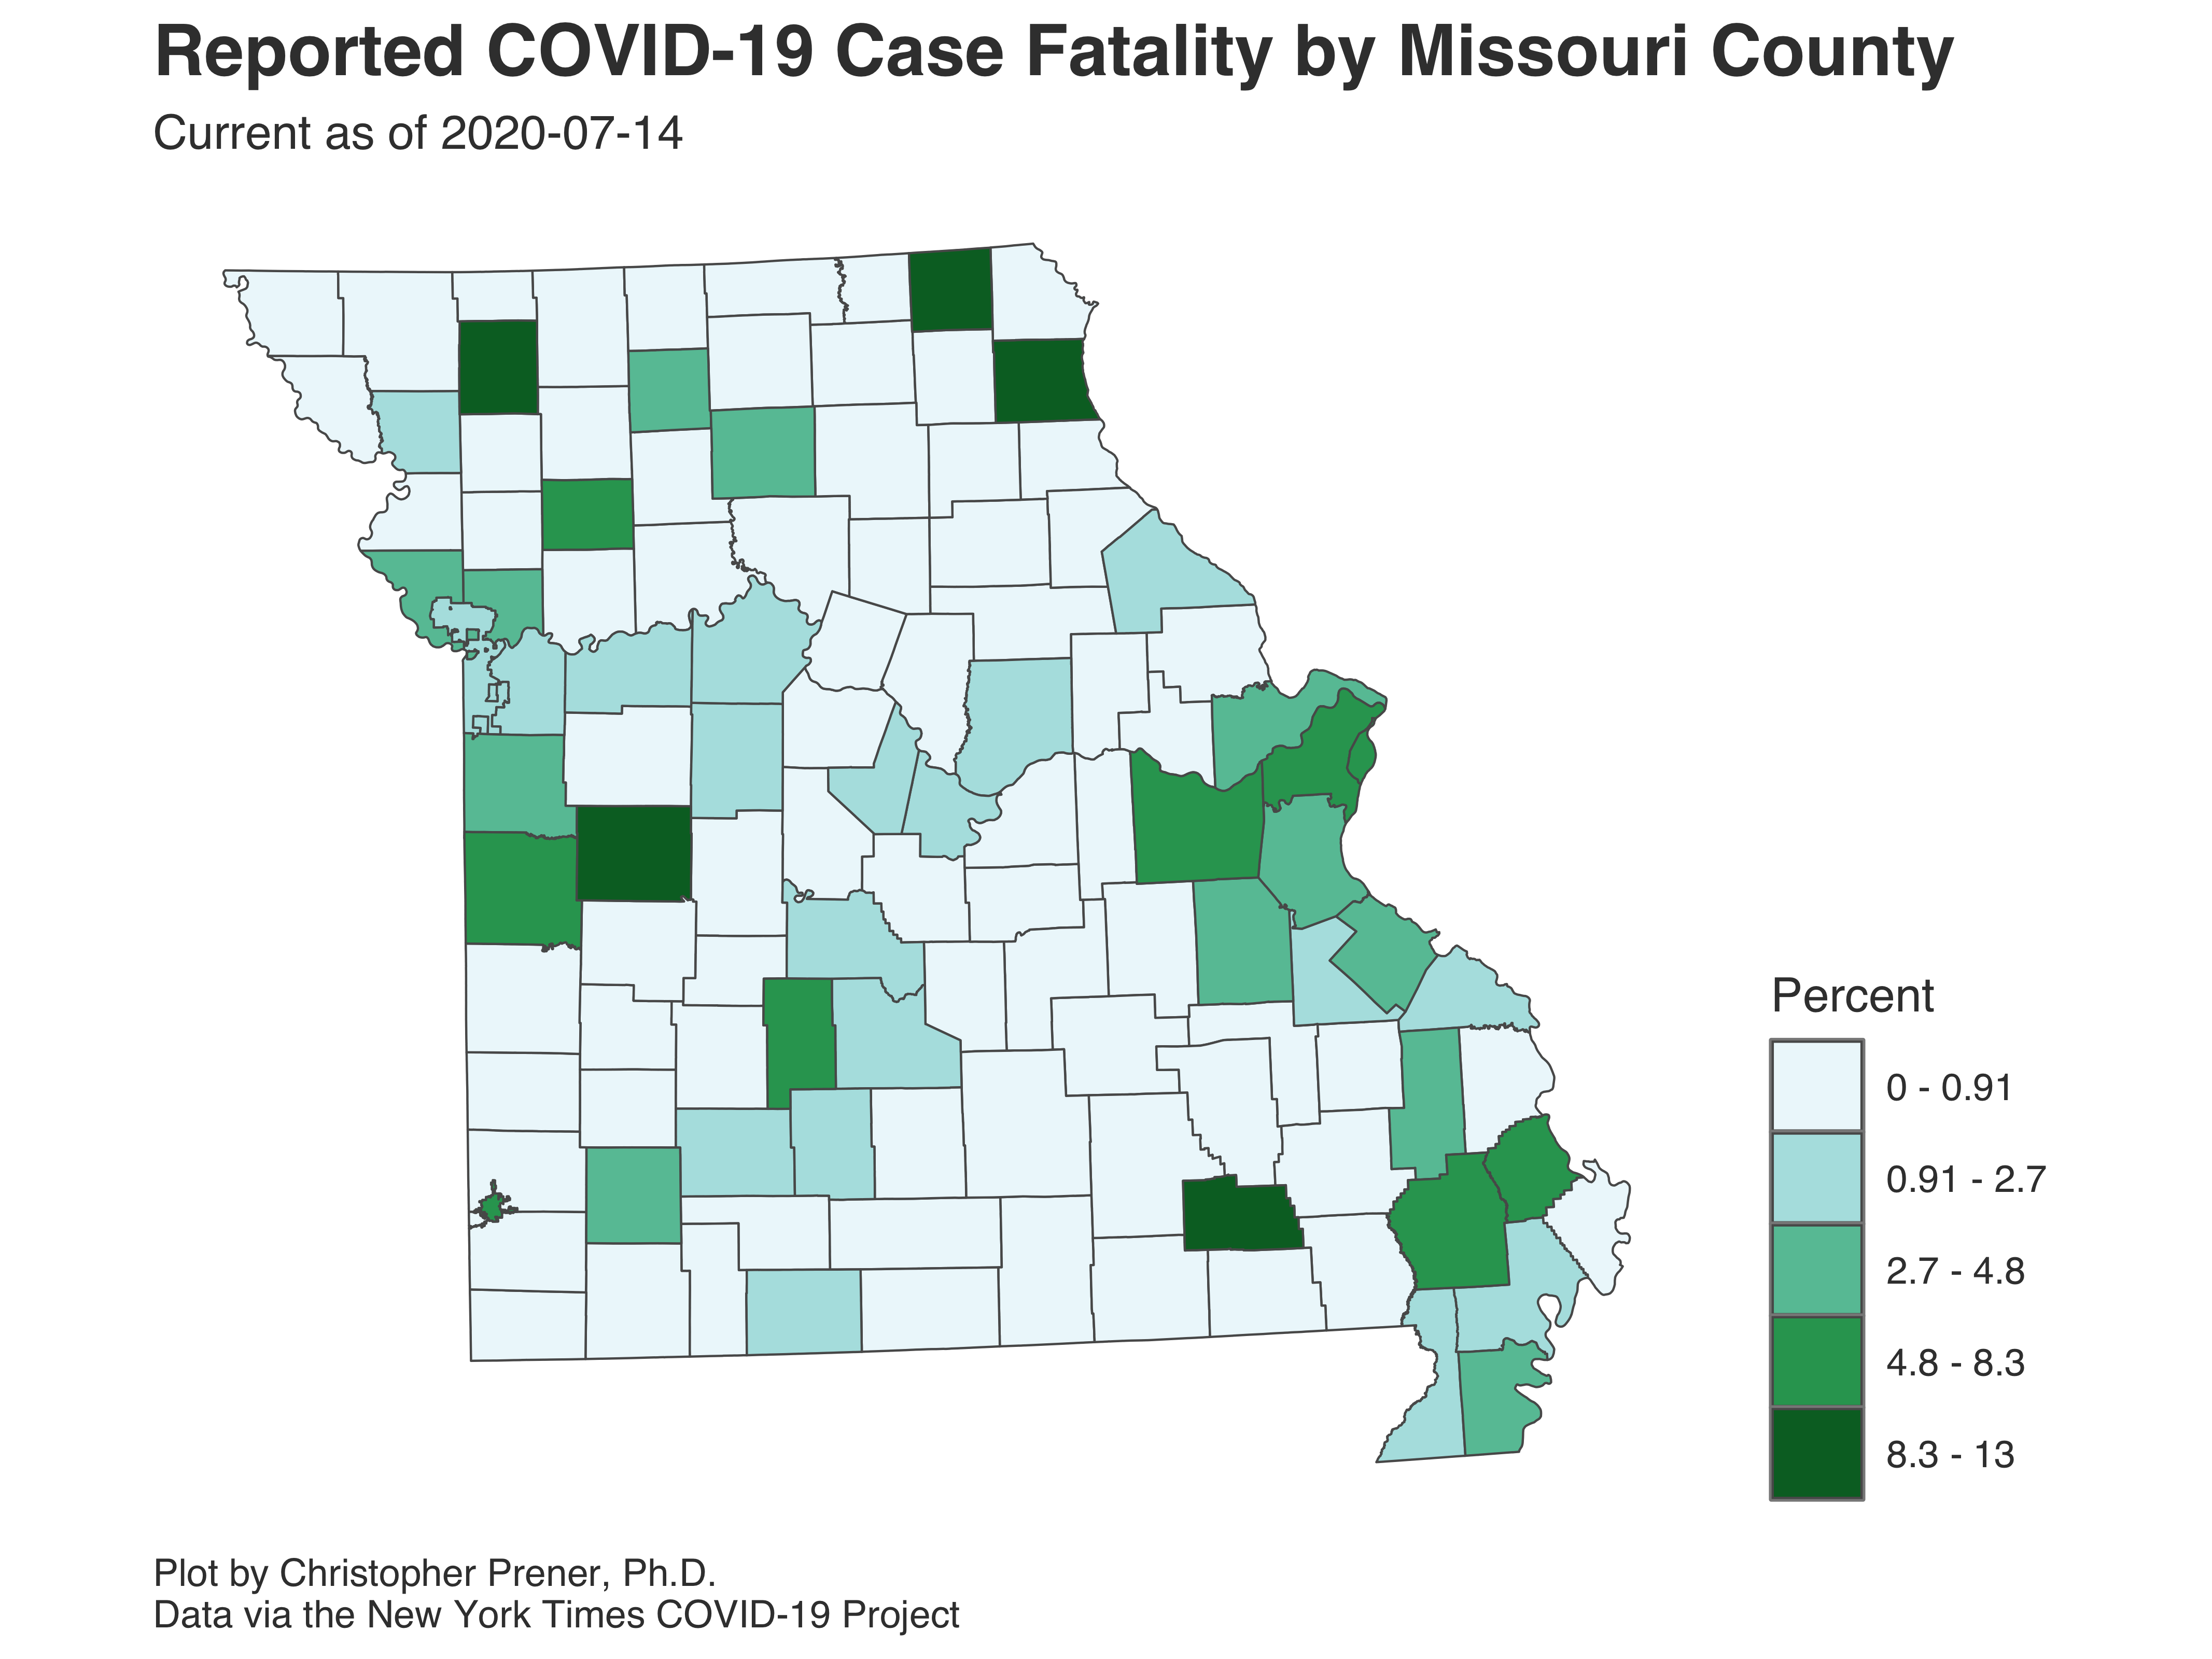 Reported COVID-19 Case Fatality by Missouri County
Current as of 2020-07-14
Percent
0 - 0.91
0.91 - 2.7
2.7 - 4.8
4.8 - 8.3
8.3 - 13
Plot by Christopher Prener, Ph.D.
Data via the New York Times COVID-19 Project